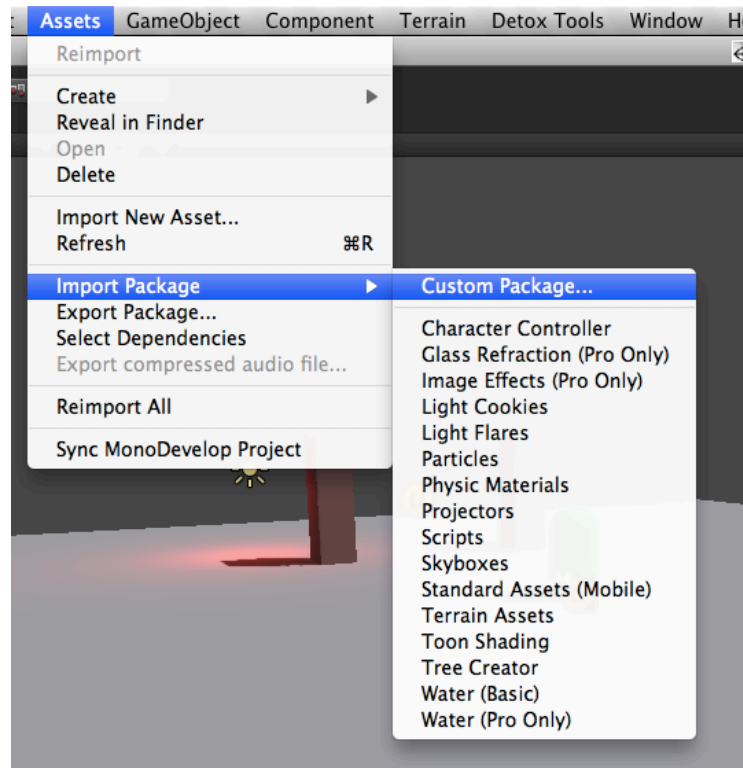 Assets GameObject Component Terrain Detox Tools Window
Reimport
Create
Reveal in Finder
Open
Delete
Import New Asset...
Refresh ⌘R
Import Package
Export Package...
Select Dependencies
Export compressed audio file...
Reimport All
Sync MonoDevelop Project
Custom Package...
Character Controller
Glass Refraction (Pro Only)
Image Effects (Pro Only)
Light Cookies
Light Flares
Particles
Physic Materials
Projectors
Scripts
Skyboxes
Standard Assets (Mobile)
Terrain Assets
Toon Shading
Tree Creator
Water (Basic)
Water (Pro Only)